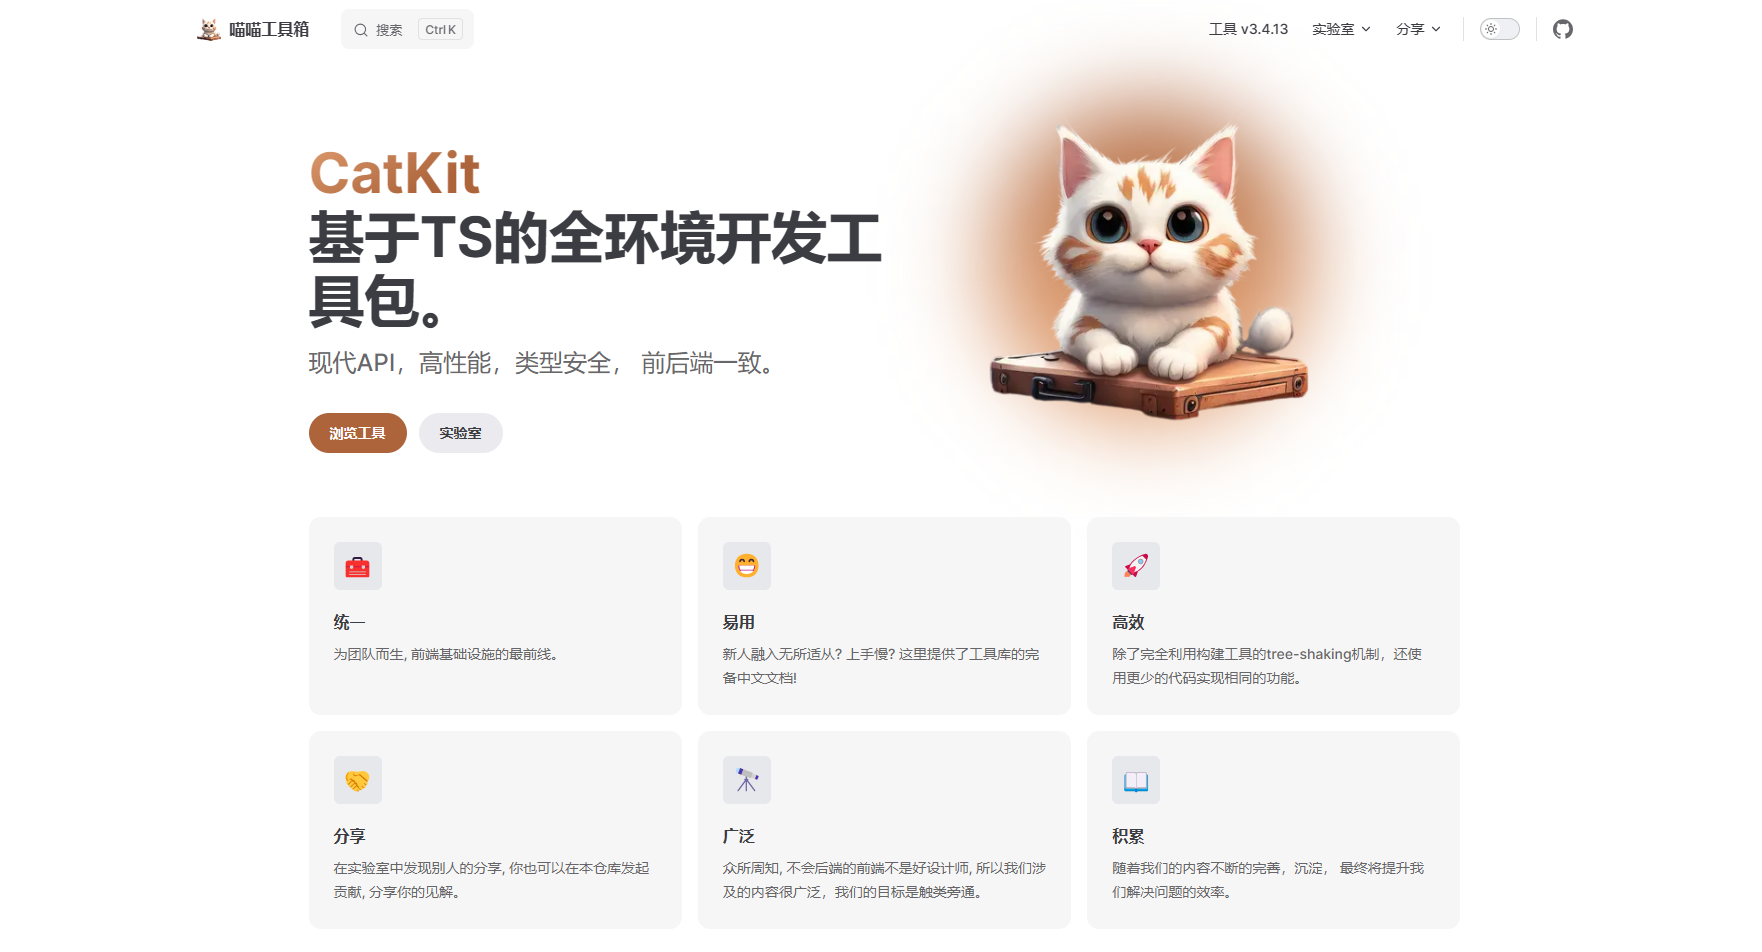 喵喵工具箱
搜索 Ctrl K
工具 v3.4.13
实验室
分享
CatKit
基于TS的全环境开发工
具包。
现代API，高性能，类型安全， 前后端一致。
浏览工具
实验室
统一
为团队而生, 前端基础设施的最前线。
易用
新人融入无所适从? 上手慢? 这里提供了工具库的完
备中文文档!
高效
除了完全利用构建工具的tree-shaking机制，还使
用更少的代码实现相同的功能。
分享
在实验室中发现别人的分享, 你也可以在本仓库发起
贡献, 分享你的见解。
广泛
众所周知, 不会后端的前端不是好设计师, 所以我们涉
及的内容很广泛，我们的目标是触类旁通。
积累
随着我们的内容不断的完善，沉淀， 最终将提升我
们解决问题的效率。